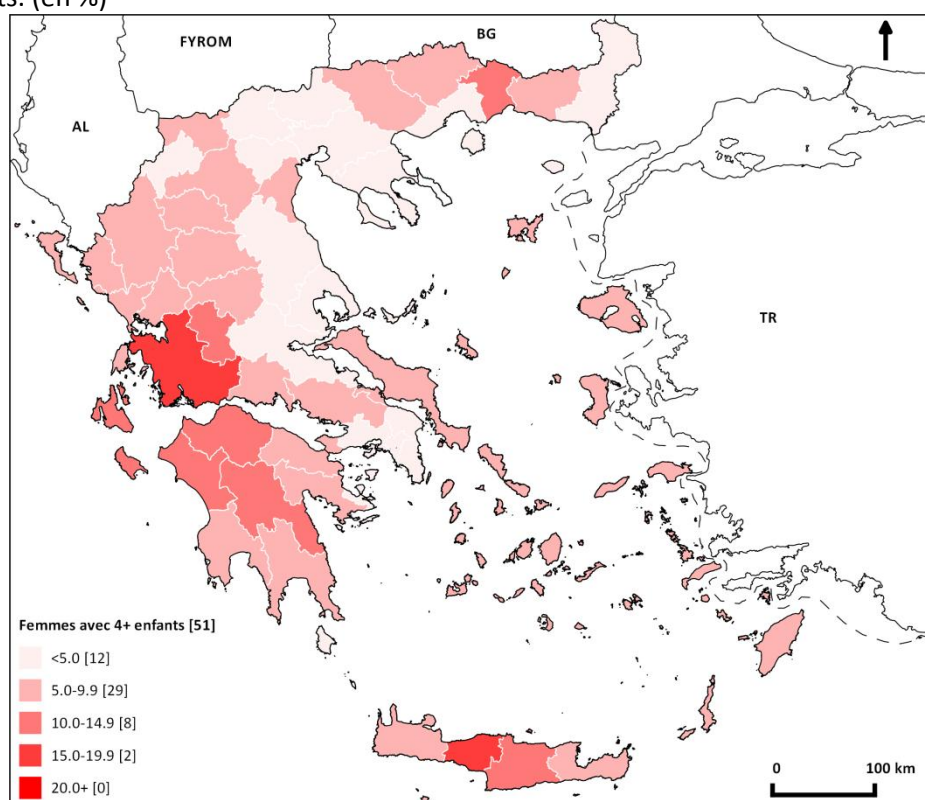 ts. (en %)
FYROM
BG
AL
TR
Femmes avec 4+ enfants [51]
<5.0 [12]
5.0-9.9 [29]
10.0-14.9 [8]
15.0-19.9 [2]
20.0+ [0]
0 100 km